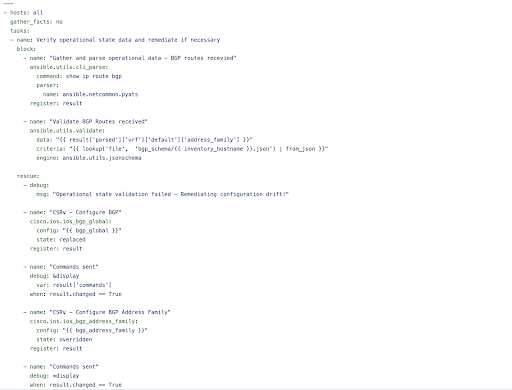 ---
- hosts: all
  gather_facts: no
  tasks:
  - name: Verify operational state data and remediate if necessary
    block:
      - name: "Gather and parse operational data - BGP routes recevied"
        ansible.utils.cli_parse:
          command: show ip route bgp
          parser:
            name: ansible.netcommon.pyats
        register: result

      - name: "Validate BGP Routes received"
        ansible.utils.validate:
          data: "{{ result['parsed']['vrf']['default']['address_family'] }}"
          criteria: "{{ lookup('file',  'bgp_schema/{{ inventory_hostname }}.json') | from_json }}"
          engine: ansible.utils.jsonschema

    rescue:
      - debug:
          msg: "Operational state validation failed - Remediating configuration drift!"

      - name: "CSRv - Configure BGP"
        cisco.ios.ios_bgp_global:
          config: "{{ bgp_global }}"
          state: replaced
        register: result

      - name: "Commands sent"
        debug: &display
          var: result['commands']
        when: result.changed == True

      - name: "CSRv - Configure BGP Address Family"
        cisco.ios.ios_bgp_address_family:
          config: "{{ bgp_address_family }}"
          state: overridden
        register: result

      - name: "Commands sent"
        debug: *display
        when: result.changed == True